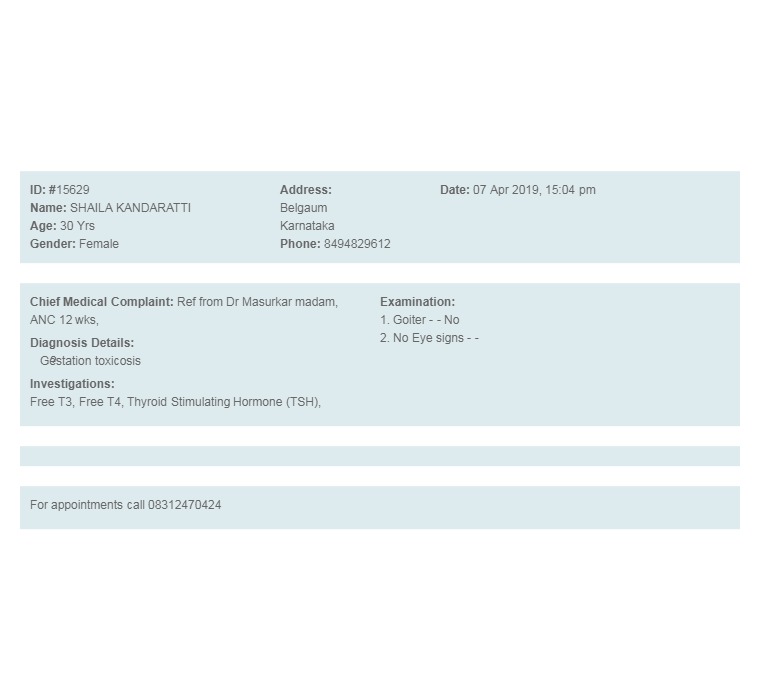 ID: #15629
Name: SHAILA KANDARATTI
Age: 30 Yrs
Gender: Female
Address:
Belgaum
Karnataka
Phone: 8494829612
Date: 07 Apr 2019, 15:04 pm
Chief Medical Complaint: Ref from Dr Masurkar madam,
ANC 12 wks,
Diagnosis Details:
Gestation toxicosis
Investigations:
Free T3, Free T4, Thyroid Stimulating Hormone (TSH),
Examination:
1. Goiter - - No
2. No Eye signs - -
For appointments call 08312470424